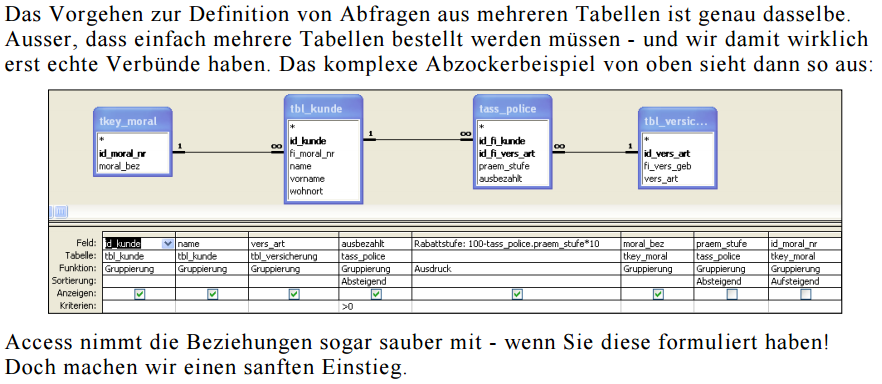 Das Vorgehen zur Definition von Abfragen aus mehreren Tabellen ist genau dasselbe.
Ausser, dass einfach mehrere Tabellen bestellt werden müssen - und wir damit wirklich
erst echte Verbünde haben. Das komplexe Abzockerbeispiel von oben sieht dann so aus:
tkey_moral
*
id_moral_nr
moral_bez
1
∞
tbl_kunde
*
id_kunde
fi_moral_nr
name
vorname
wohnort
1
∞
tass_police
*
id_fi_kunde
id_fi_vers_art
praem_stufe
ausbezahlt
∞
1
tbl_versic...
*
id_vers_art
fi_vers_geb
vers_art
Feld: id_kunde name vers_art ausbezahlt Rabattstufe: 100-tass_police.praem_stufe*10 moral_bez praem_stufe id_moral_nr
Tabelle: tbl_kunde tbl_kunde tbl_versicherung tass_police tkey_moral tass_police tkey_moral
Funktion: Gruppierung Gruppierung Gruppierung Gruppierung Ausdruck Gruppierung Gruppierung Gruppierung
Sortierung: Absteigend Absteigend Aufsteigend
Anzeigen:
Kriterien: >0
Access nimmt die Beziehungen sogar sauber mit - wenn Sie diese formuliert haben!
Doch machen wir einen sanften Einstieg.